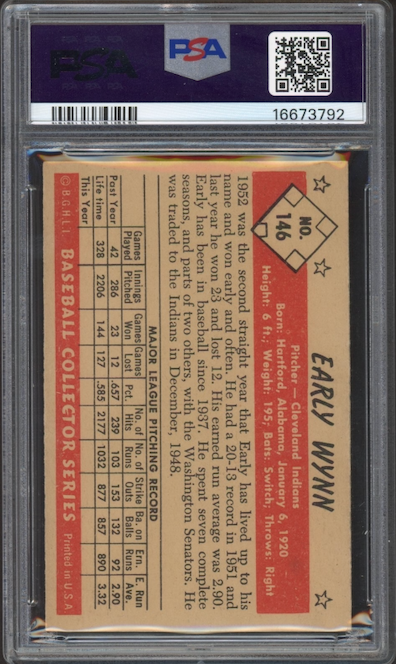 PSA
PSA
16673792
NO.
146
EARLY WYNN
Pitcher — Cleveland Indians
Born: Hartford, Alabama, January 6, 1920
Height: 6 ft.; Weight: 195; Bats: Switch; Throws: Right
1952 was the second straight year that Early has lived up to his
name and won early and often. He had a 20-13 record in 1951 and
last year he won 23 and lost 12. His earned run average was 2.90.
Early has been in baseball since 1937. He spent seven complete
seasons, and parts of two others, with the Washington Senators. He
was traded to the Indians in December, 1948.
MAJOR LEAGUE PITCHING RECORD
Games Innings Games Games No. of No. of Strike Ba. on Ern. E. Run
Played Pitched Won Lost Pct. Hits Runs Outs Balls Runs Ave.
Past Year 42 286 23 12 .657 239 103 153 132 92 2.90
Life time 328 2206 144 127 .585 2177 1032 877 857 890 3.32
This Year
© B.G.H.L.I. BASEBALL COLLECTOR SERIES Printed in U.S.A